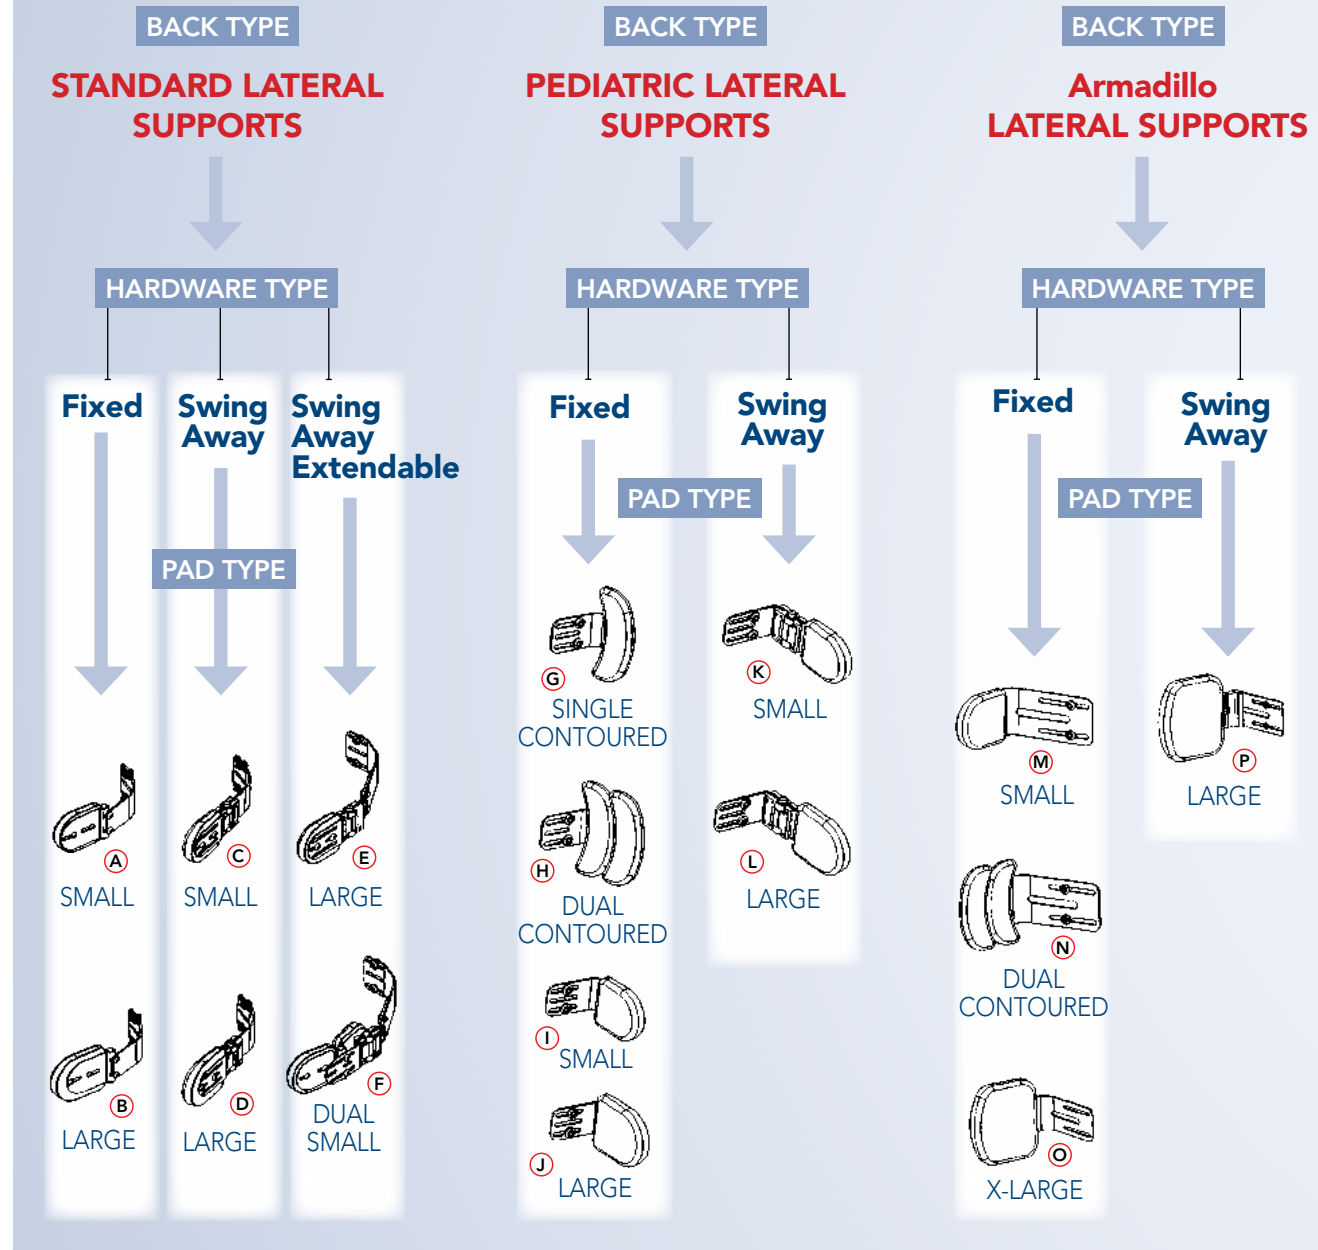 BACK TYPE
STANDARD LATERAL
SUPPORTS
HARDWARE TYPE
Fixed
Swing
Away
Swing
Away
Extendable
PAD TYPE
A
SMALL
B
LARGE
C
SMALL
D
LARGE
E
LARGE
F
DUAL
SMALL
BACK TYPE
PEDIATRIC LATERAL
SUPPORTS
HARDWARE TYPE
Fixed
Swing
Away
PAD TYPE
G
SINGLE
CONTOURED
H
DUAL
CONTOURED
I
SMALL
J
LARGE
K
SMALL
L
LARGE
BACK TYPE
Armadillo
LATERAL SUPPORTS
HARDWARE TYPE
Fixed
Swing
Away
PAD TYPE
M
SMALL
N
DUAL
CONTOURED
O
X-LARGE
P
LARGE